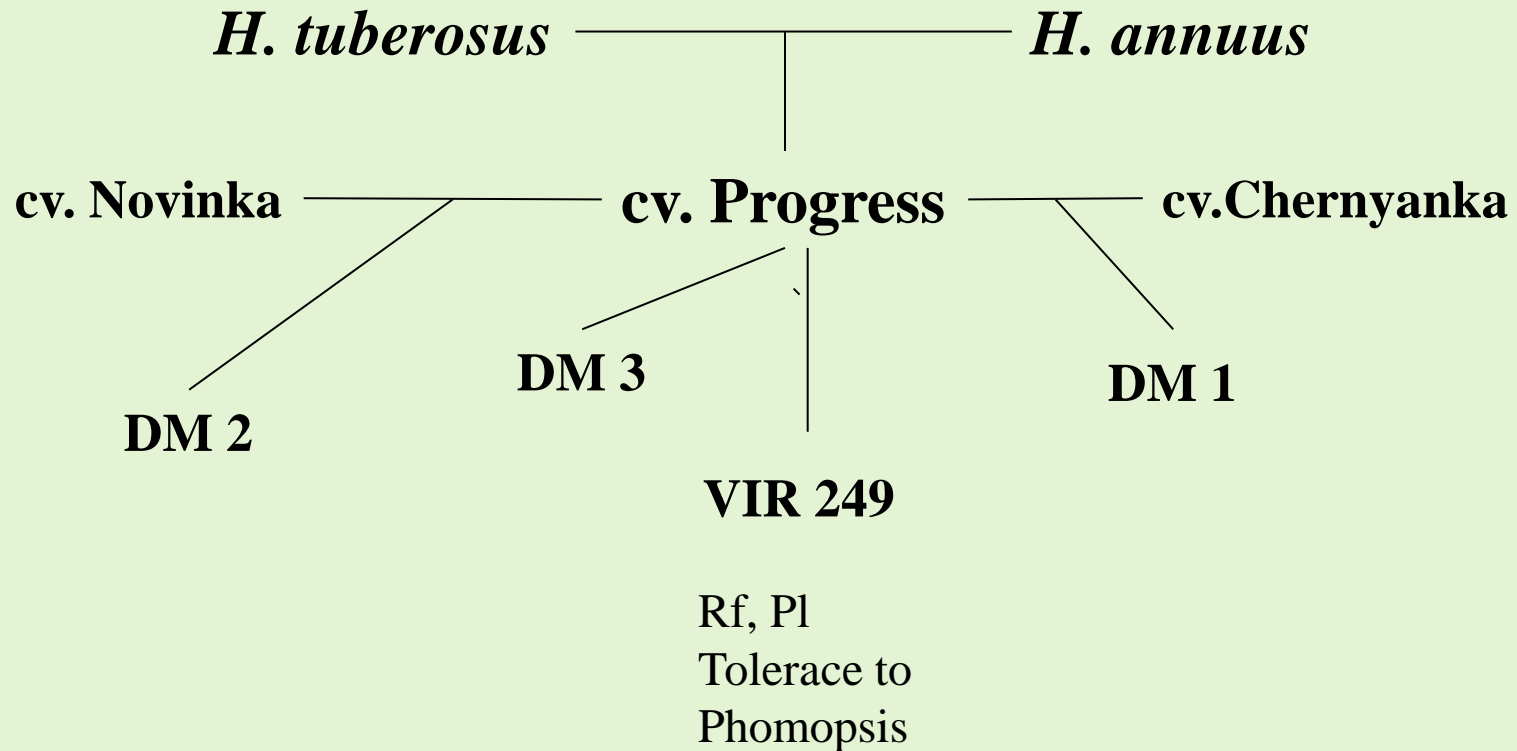 H. tuberosus H. annuus
cv. Novinka cv. Progress cv.Chernyanka
DM 3
DM 1
DM 2
VIR 249
Rf, Pl
Tolerace to
Phomopsis